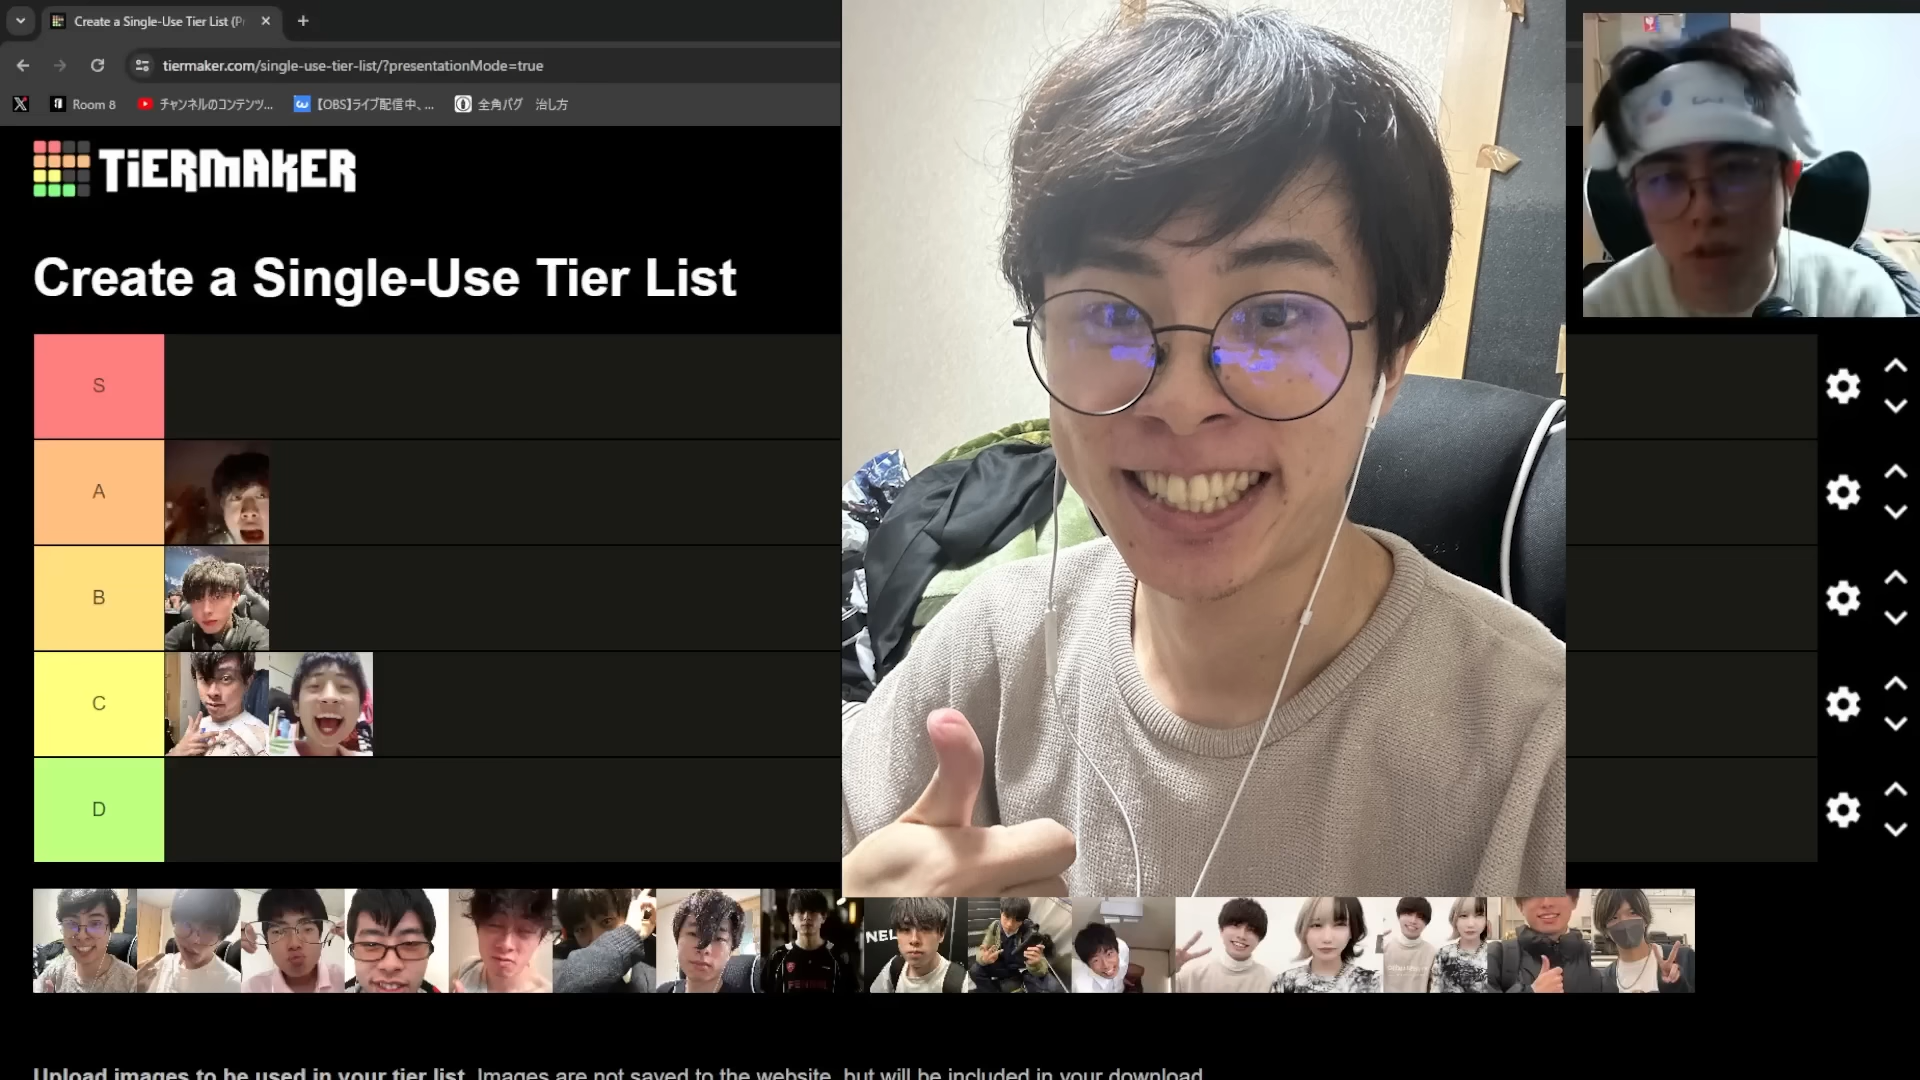 Create a Single-Use Tier List (Pr
tiermaker.com/single-use-tier-list/?presentationMode=true
Room 8
チャンネルのコンテンツ...
【OBS】ライブ配信中、...
全角バグ 治し方
TiERMAKER
Create a Single-Use Tier List
S
A
B
C
D
NEL
Upload images to be used in your tier list. Images are not saved to the website, but will be included in your download